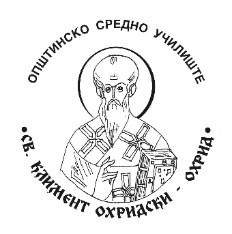 ОПШТИНСКО СРЕДНО УЧИЛИШТЕ
• СВ. КЛИМЕНТ ОХРИДСКИ - ОХРИД •